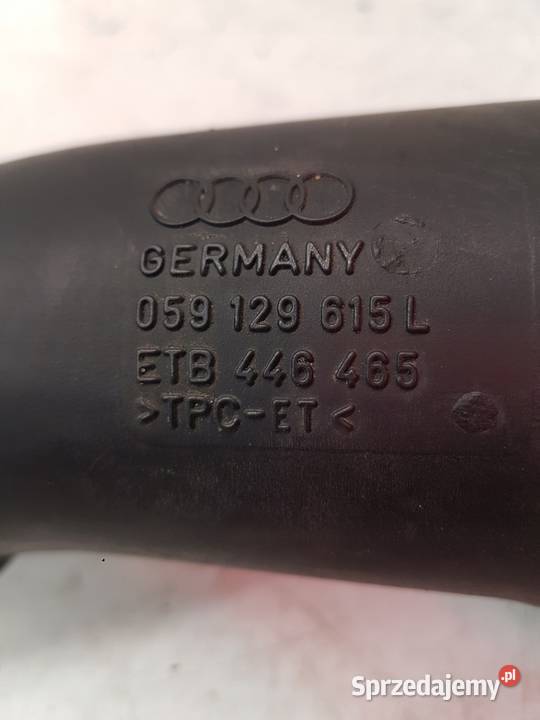 GERMANY
059 129 615 L
ETB 446 465
>TPC-ET<
Sprzedajemy.pl